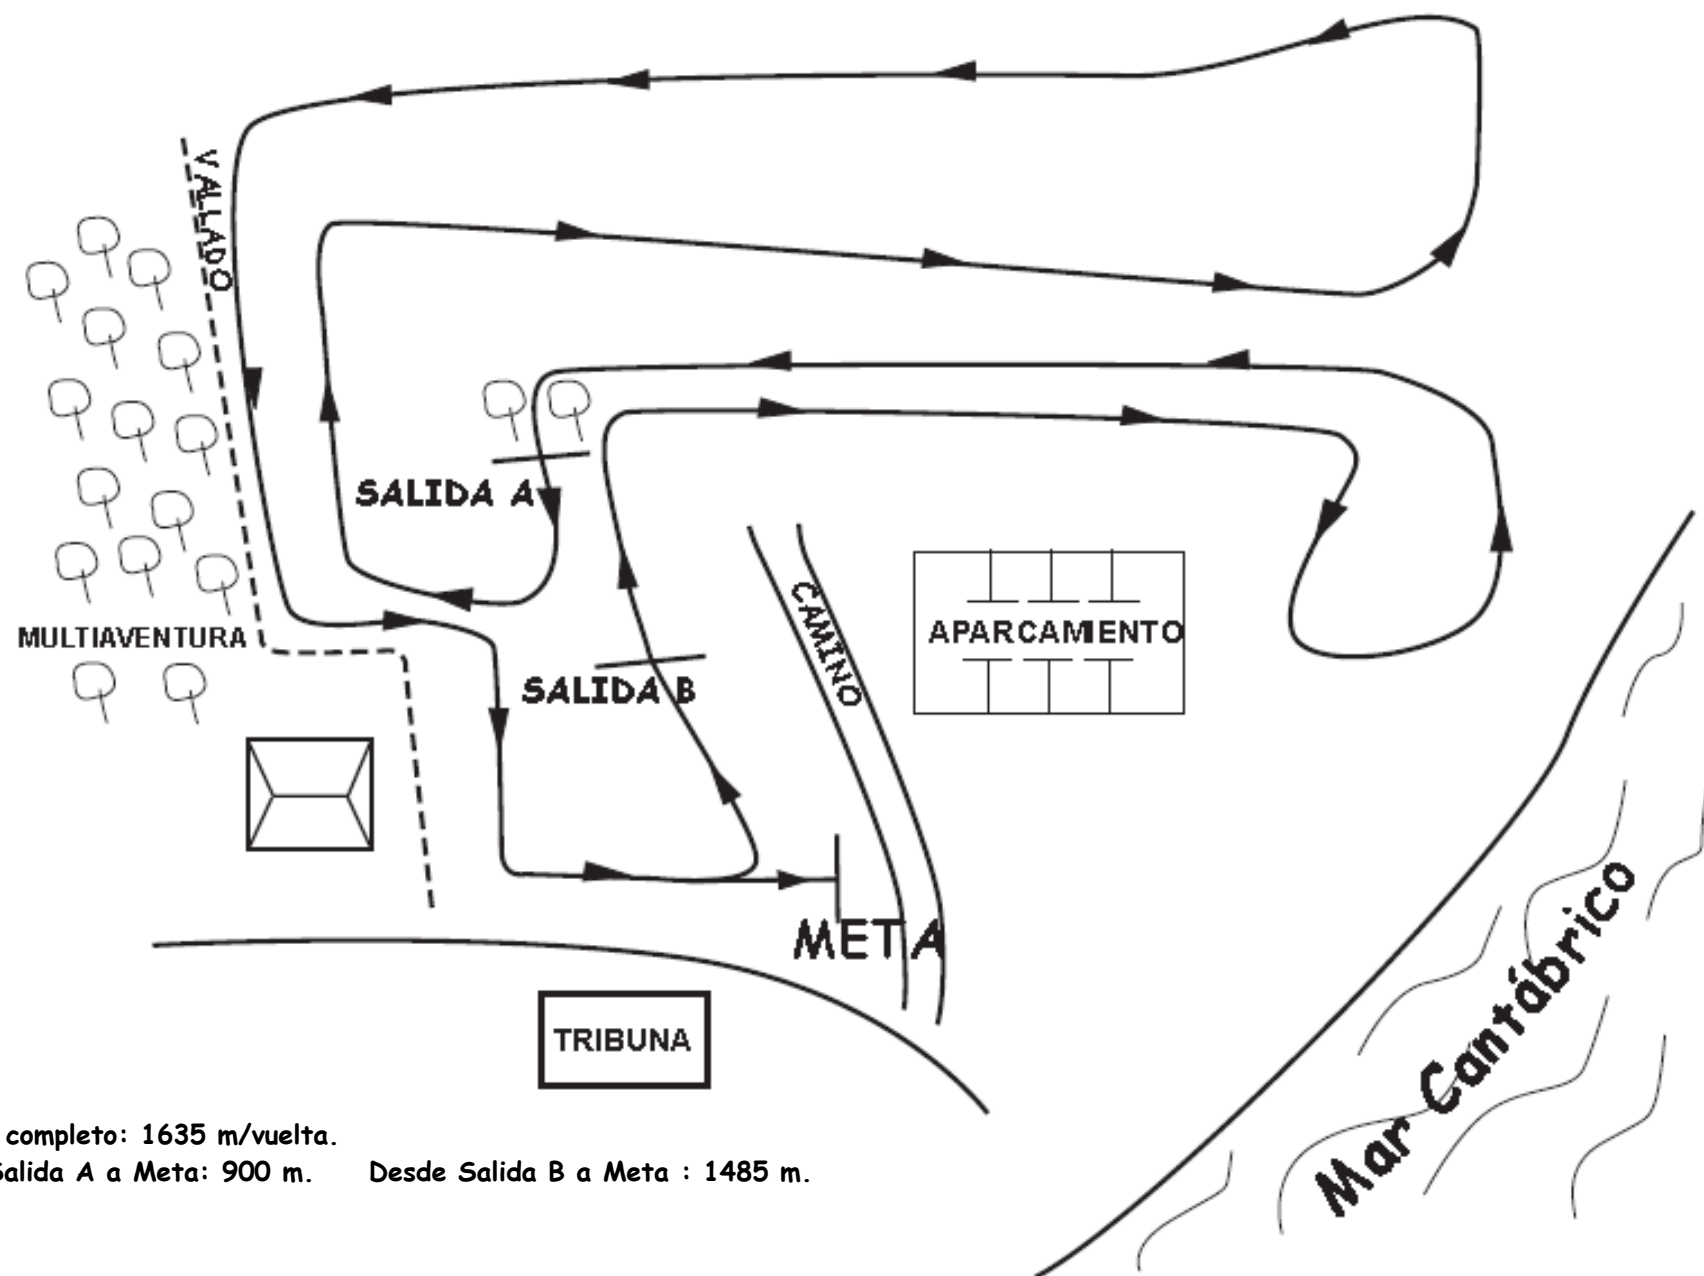 VALLADO
SALIDA A
CAMINO
APARCAMIENTO
MULTIAVENTURA
SALIDA B
META
Mar Cantábrico
TRIBUNA
completo: 1635 m/vuelta.
Salida A a Meta: 900 m. Desde Salida B a Meta : 1485 m.